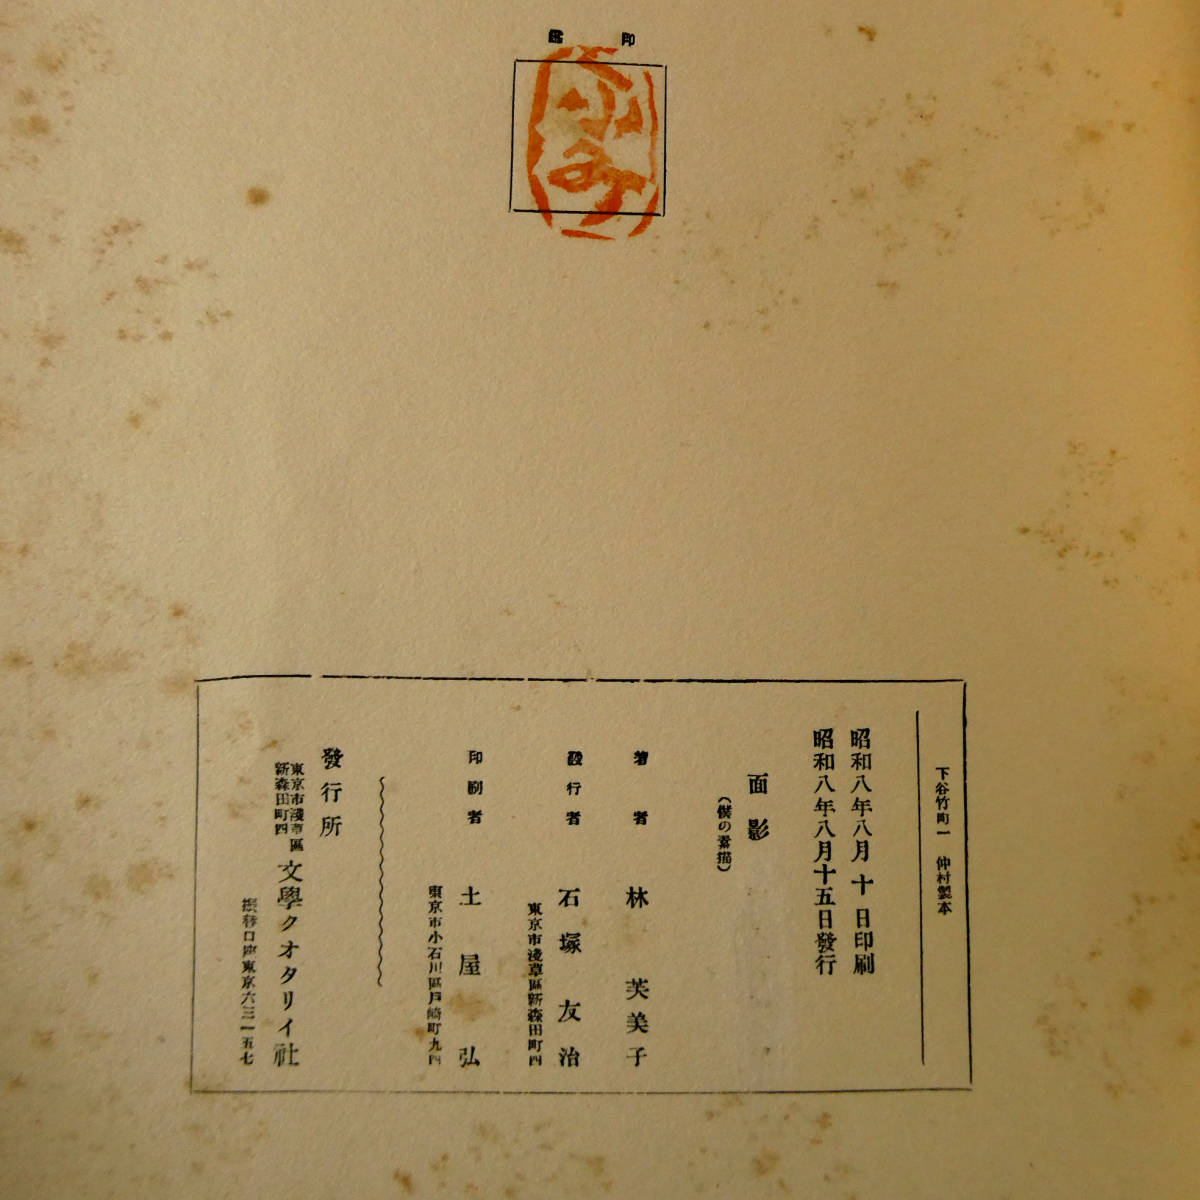 印鑑
下谷竹町一 仲村製本
昭和八年八月十日印刷
昭和八年八月十五日發行
面影
(僕の素描)
著者 林芙美子
發行者 石塚友治
東京市淺草區新森田町四
印刷者 土屋弘
東京市小石川區戸崎町九四
發行所
東京市淺草區
新森田町四
文學クオタリイ社
振替口座東京六三一五七